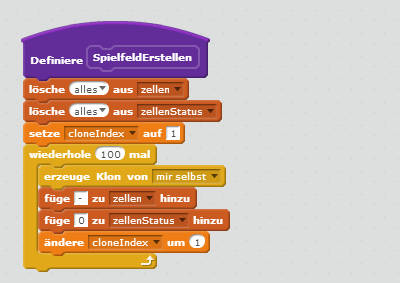 Definiere SpielfeldErstellen
lösche alles aus zellen
lösche alles aus zellenStatus
setze cloneIndex auf 1
wiederhole 100 mal
erzeuge Klon von mir selbst
füge - zu zellen hinzu
füge 0 zu zellenStatus hinzu
ändere cloneIndex um 1